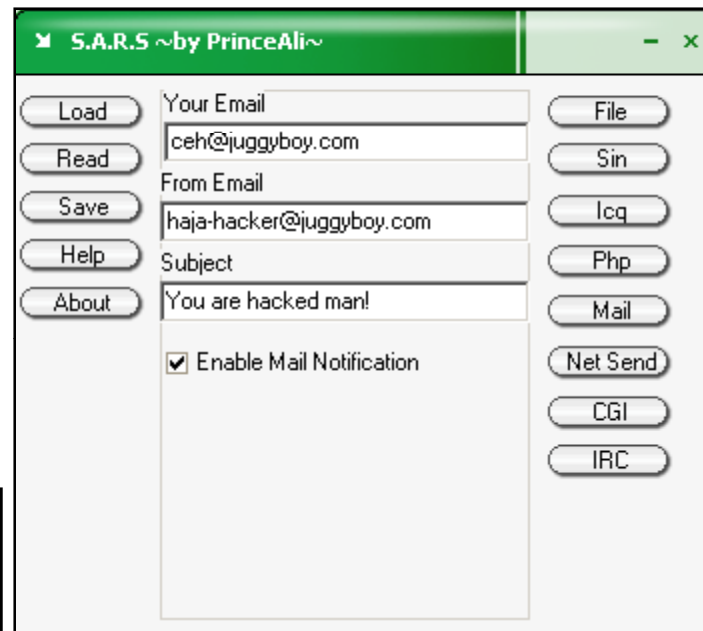 S.A.R.S ~by PrinceAli~
Load
Read
Save
Help
About
Your Email
ceh@juggyboy.com
From Email
haja-hacker@juggyboy.com
Subject
You are hacked man!
Enable Mail Notification
File
Sin
Icq
Php
Mail
Net Send
CGI
IRC